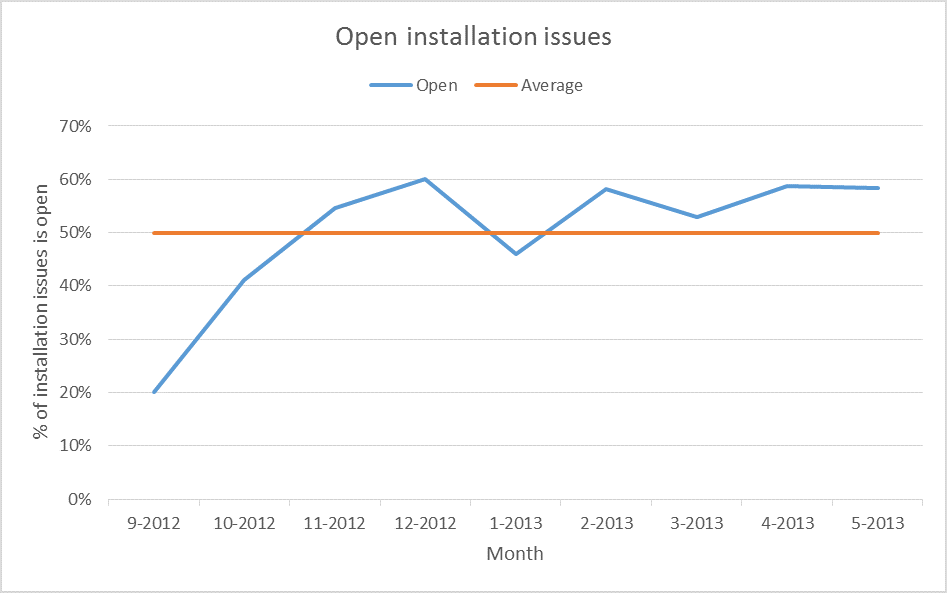 Open installation issues
Open Average
70%
60%
50%
40%
30%
20%
10%
0%
% of installation issues is open
9-2012 10-2012 11-2012 12-2012 1-2013 2-2013 3-2013 4-2013 5-2013
Month